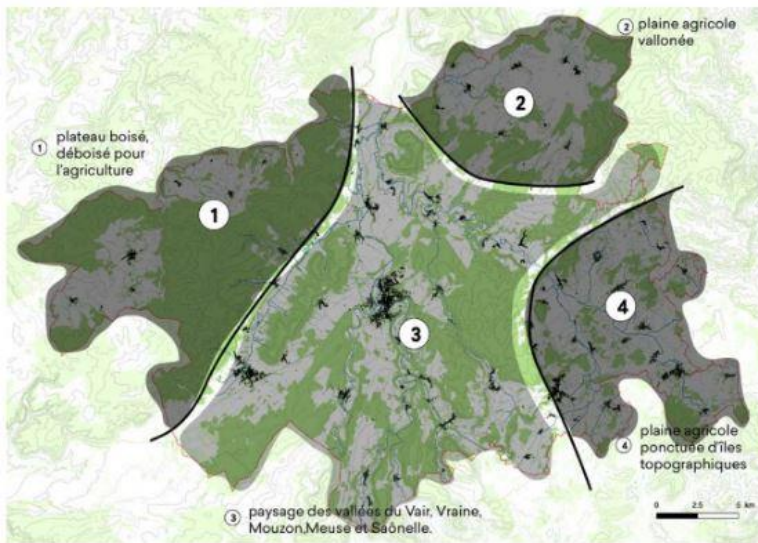 ② plaine agricole
vallonée
2
① plateau boisé,
déboisé pour
l'agriculture
1
4
3
plaine agricole
④ ponctuée d'îles
topographiques
0 2.5 5 km
③ paysage des vallées du Vair, Vraine,
Mouzon,Meuse et Saônelle.